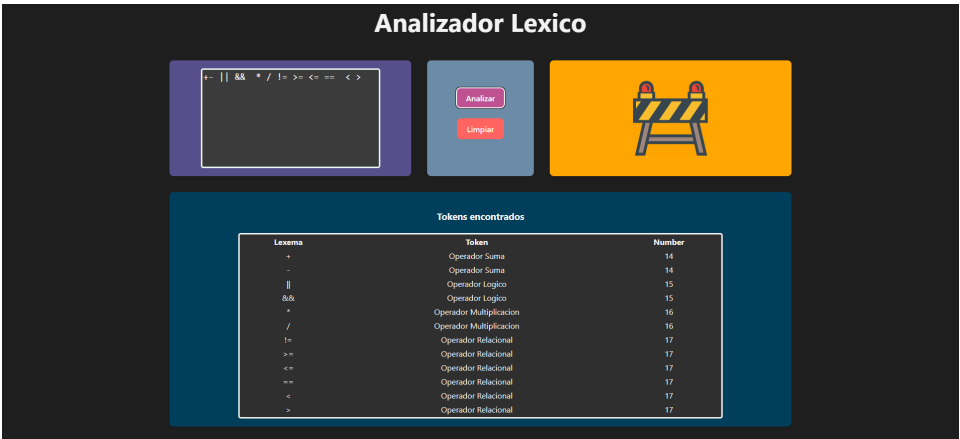 Analizador Lexico
+- || && * / != >= <= == < >
Analizar
Limpiar
Tokens encontrados
Lexema Token Number
+ Operador Suma 14
- Operador Suma 14
|| Operador Logico 15
&& Operador Logico 15
* Operador Multiplicacion 16
/ Operador Multiplicacion 16
!= Operador Relacional 17
>= Operador Relacional 17
<= Operador Relacional 17
== Operador Relacional 17
< Operador Relacional 17
> Operador Relacional 17